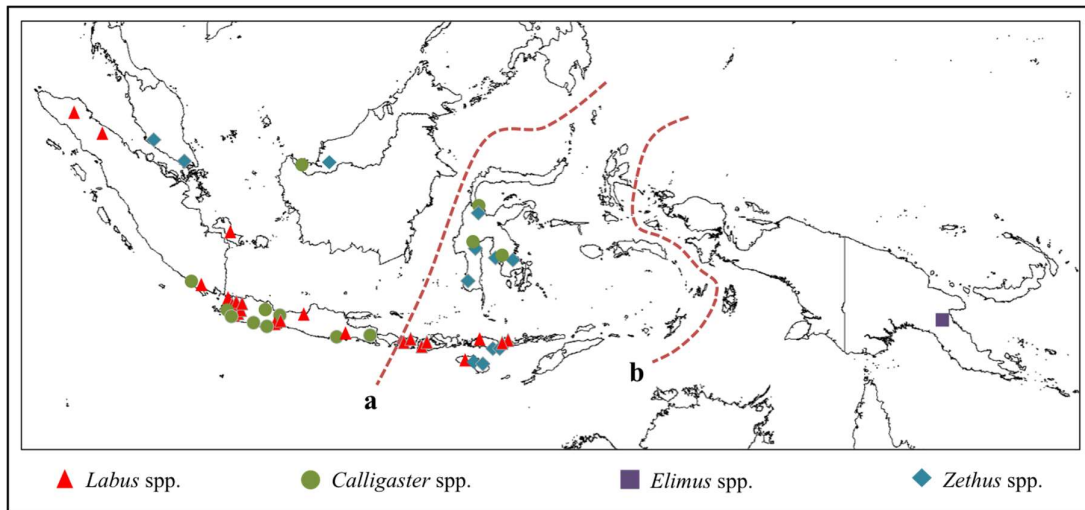 a
b
Labus spp.
Calligaster spp.
Elimus spp.
Zethus spp.